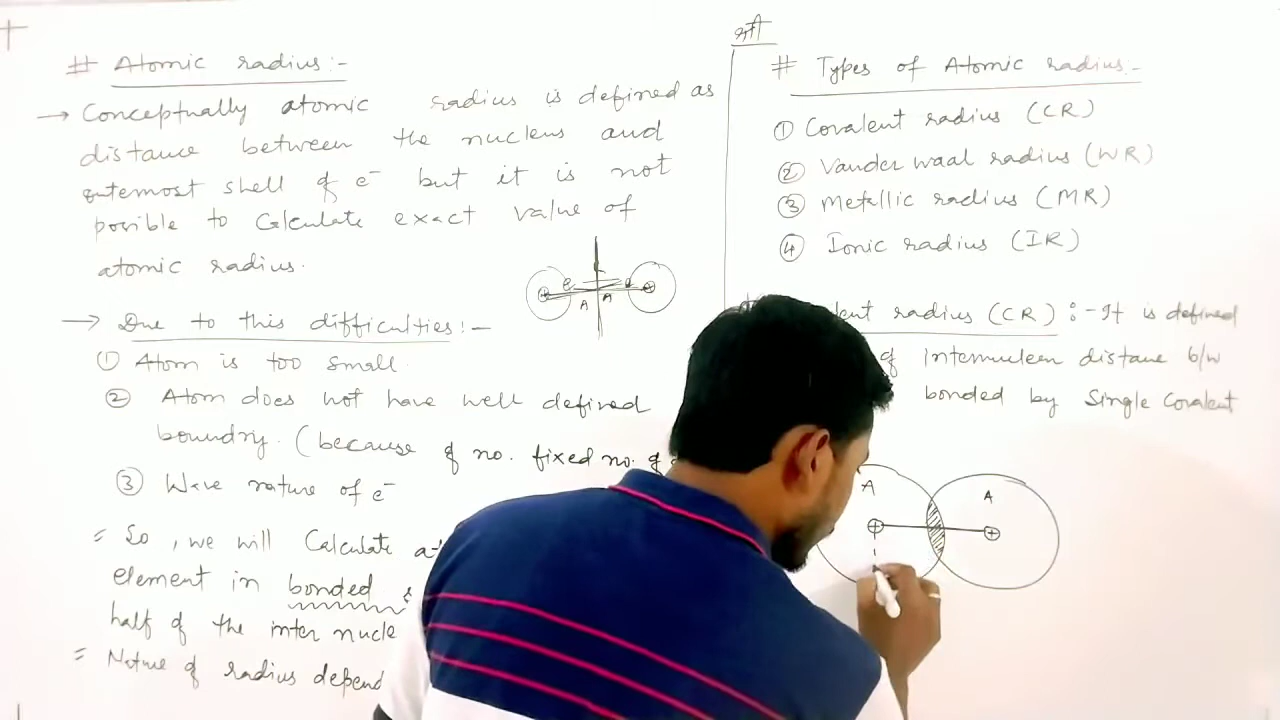 # Atomic radius:-
→ Conceptually atomic radius is defined as
distance between the nucleus and
outermost shell of e⁻ but it is not
possible to Calculate exact value of
atomic radius.
e e
A A
→ Due to this difficulties:-
① Atom is too small.
② Atom does not have well defined
boundry. (because of no. fixed no. of
③ Wave nature of e⁻
= So, we will Calculate
element in bonded
half of the inter nucle
= Nature of radius depend
# Types of Atomic radius:-
① Covalent radius (CR)
② Vander waal radius (WR)
③ Metallic radius (MR)
④ Ionic radius (IR)
lent radius (CR) :- It is defined
of internuclear distane b/w
bonded by Single Covalent
A A
+ +